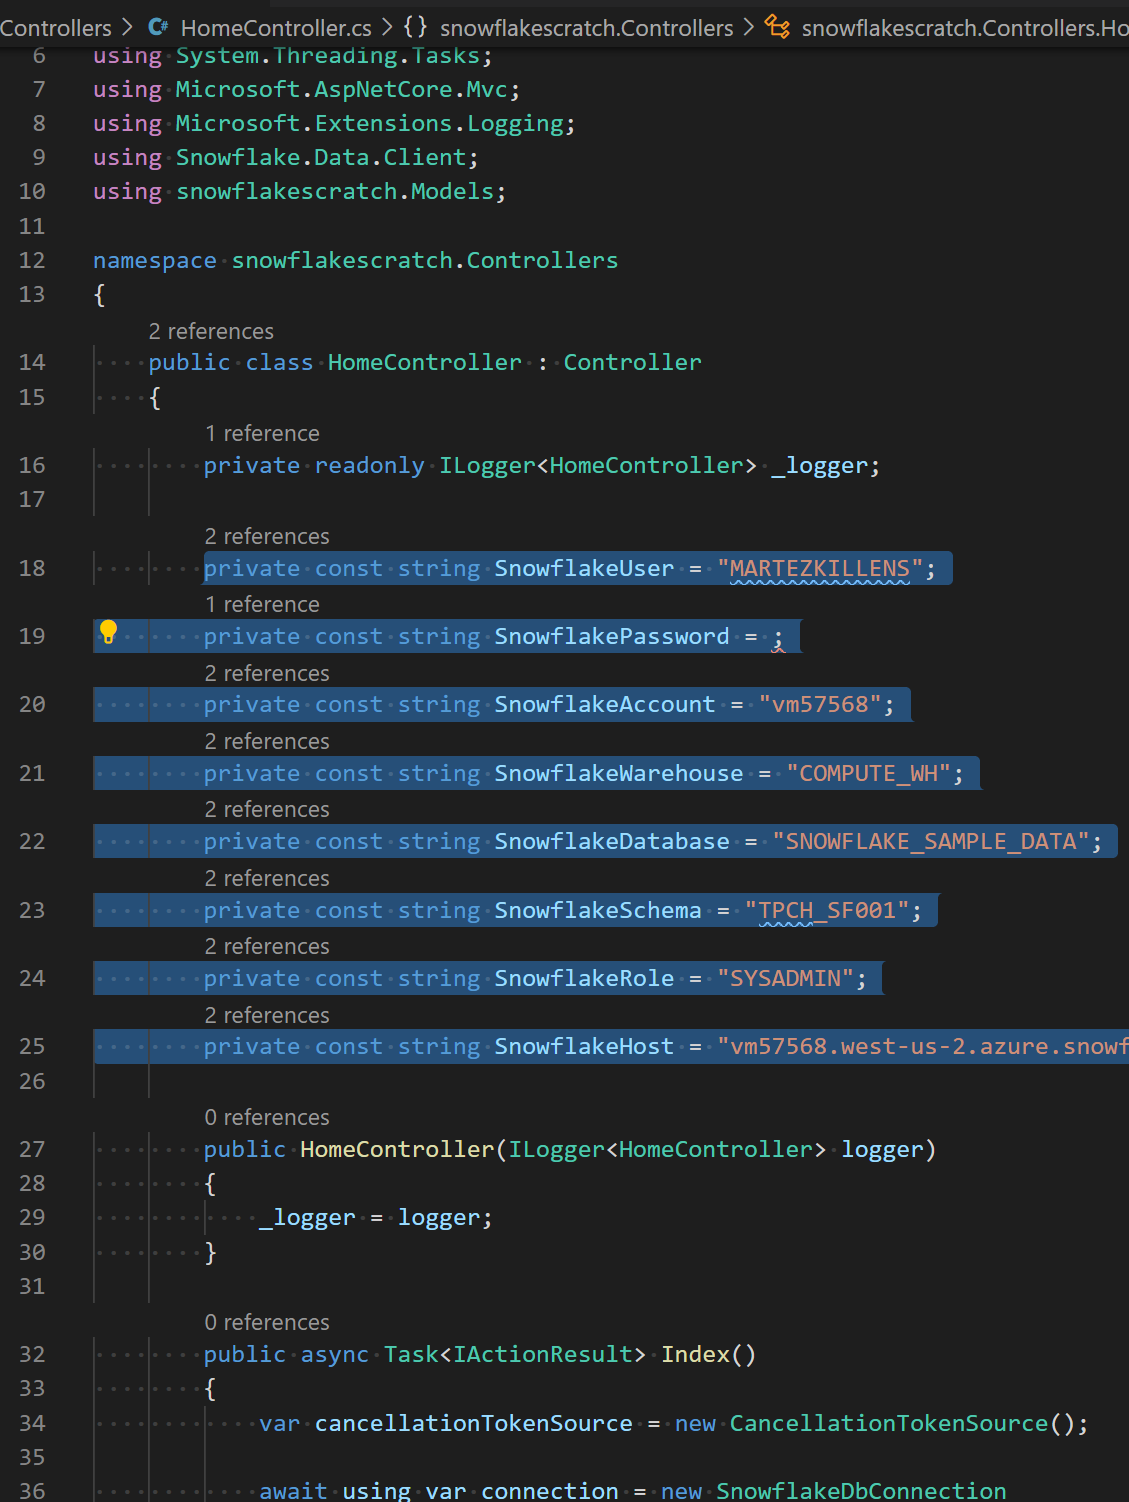 Controllers > C# HomeController.cs > {} snowflakescratch.Controllers > snowflakescratch.Controllers.Ho
6 using System.Threading.Tasks;
7 using Microsoft.AspNetCore.Mvc;
8 using Microsoft.Extensions.Logging;
9 using Snowflake.Data.Client;
10 using snowflakescratch.Models;
11
12 namespace snowflakescratch.Controllers
13 {
2 references
14 public class HomeController : Controller
15 {
1 reference
16 private readonly ILogger<HomeController> _logger;
17
2 references
18 private const string SnowflakeUser = "MARTEZKILLENS";
1 reference
19 private const string SnowflakePassword = ;
2 references
20 private const string SnowflakeAccount = "vm57568";
2 references
21 private const string SnowflakeWarehouse = "COMPUTE_WH";
2 references
22 private const string SnowflakeDatabase = "SNOWFLAKE_SAMPLE_DATA";
2 references
23 private const string SnowflakeSchema = "TPCH_SF001";
2 references
24 private const string SnowflakeRole = "SYSADMIN";
2 references
25 private const string SnowflakeHost = "vm57568.west-us-2.azure.snowf
26
0 references
27 public HomeController(ILogger<HomeController> logger)
28 {
29 _logger = logger;
30 }
31
0 references
32 public async Task<IActionResult> Index()
33 {
34 var cancellationTokenSource = new CancellationTokenSource();
35
36 await using var connection = new SnowflakeDbConnection